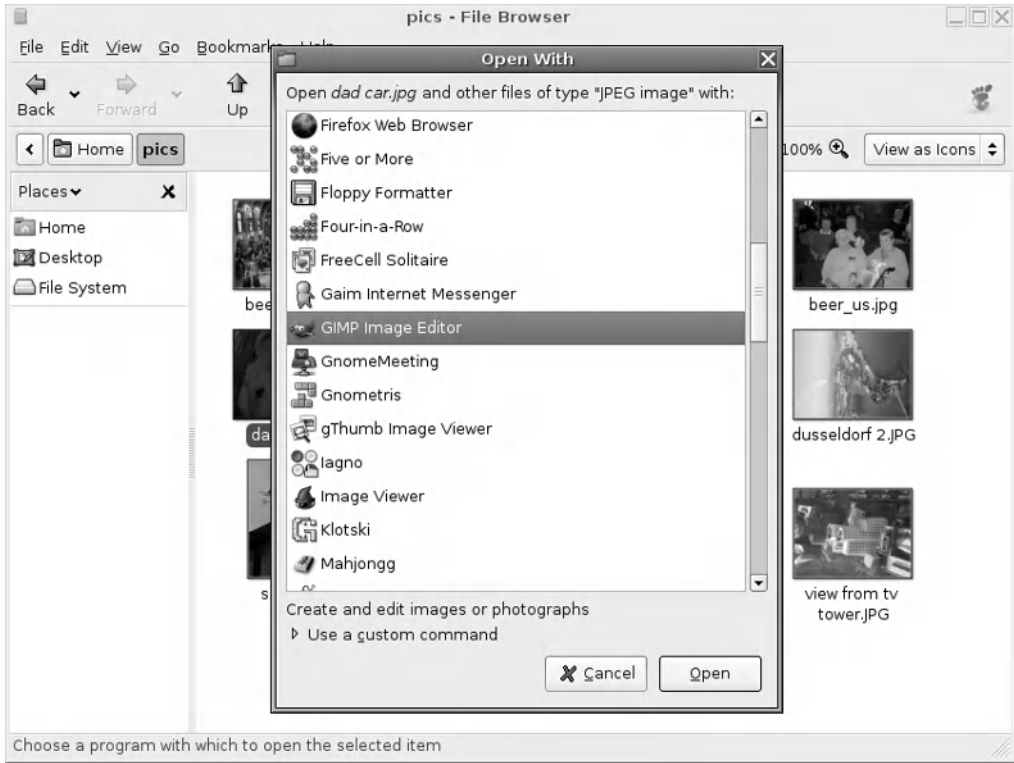 pics - File Browser
File Edit View Go Bookmarks Help
Back Forward Up
Home pics
100% View as Icons
Places
Home
Desktop
File System
Open With
Open dad car.jpg and other files of type "JPEG image" with:
Firefox Web Browser
Five or More
Floppy Formatter
Four-in-a-Row
FreeCell Solitaire
Gaim Internet Messenger
GIMP Image Editor
GnomeMeeting
Gnometris
gThumb Image Viewer
Iagno
Image Viewer
Klotski
Mahjongg
Create and edit images or photographs
Use a custom command
Cancel Open
bee
beer_us.jpg
da
dusseldorf 2.JPG
s
view from tv
tower.JPG
Choose a program with which to open the selected item